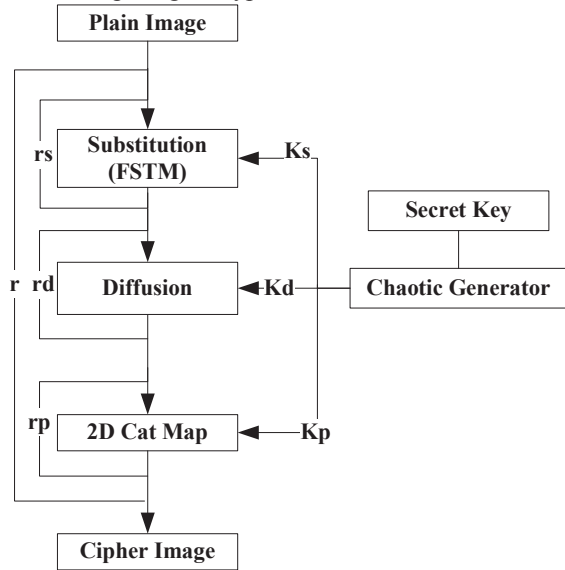 Plain Image
rs
Substitution
(FSTM)
Ks
Secret Key
r
rd
Diffusion
Kd
Chaotic Generator
rp
2D Cat Map
Kp
Cipher Image